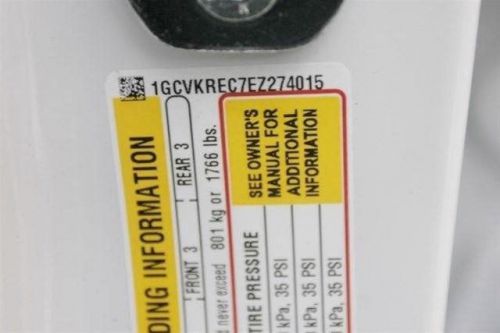 1GCVKREC7EZ274015
DING INFORMATION
FRONT 3 REAR 3
never exceed 801 kg or 1766 lbs.
TIRE PRESSURE
SEE OWNER'S
MANUAL FOR
ADDITIONAL
INFORMATION
kPa, 35 PSI
kPa, 35 PSI
kPa, 35 PSI